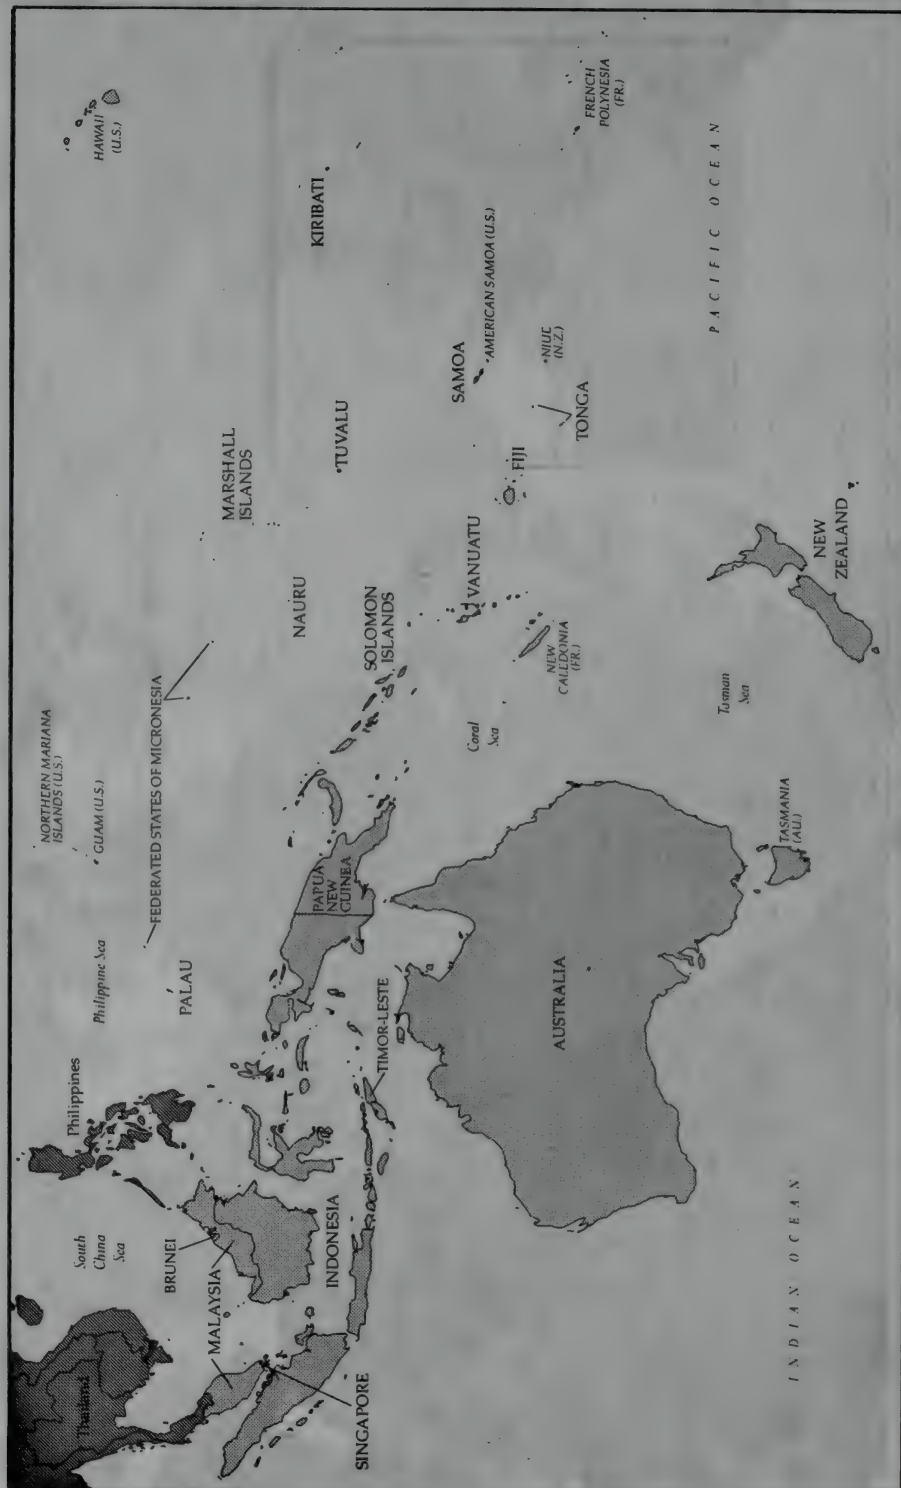 Thailand
South
China
Sea
Philippines
Philippine Sea
NORTHERN MARIANA
ISLANDS (U.S.)
GUAM (U.S.)
HAWAII
(U.S.)
BRUNEI
MALAYSIA
SINGAPORE
INDONESIA
PALAU
FEDERATED STATES OF MICRONESIA
MARSHALL
ISLANDS
KIRIBATI
NAURU
TUVALU
PAPUA
NEW
GUINEA
SOLOMON
ISLANDS
TIMOR-LESTE
SAMOA
AMERICAN SAMOA (U.S.)
Coral
Sea
VANUATU
FIJI
NIUE
(N.Z.)
TONGA
NEW
CALEDONIA
(FR.)
FRENCH
POLYNESIA
(FR.)
AUSTRALIA
PACIFIC OCEAN
Tasman
Sea
TASMANIA
(AU.)
NEW
ZEALAND
INDIAN OCEAN